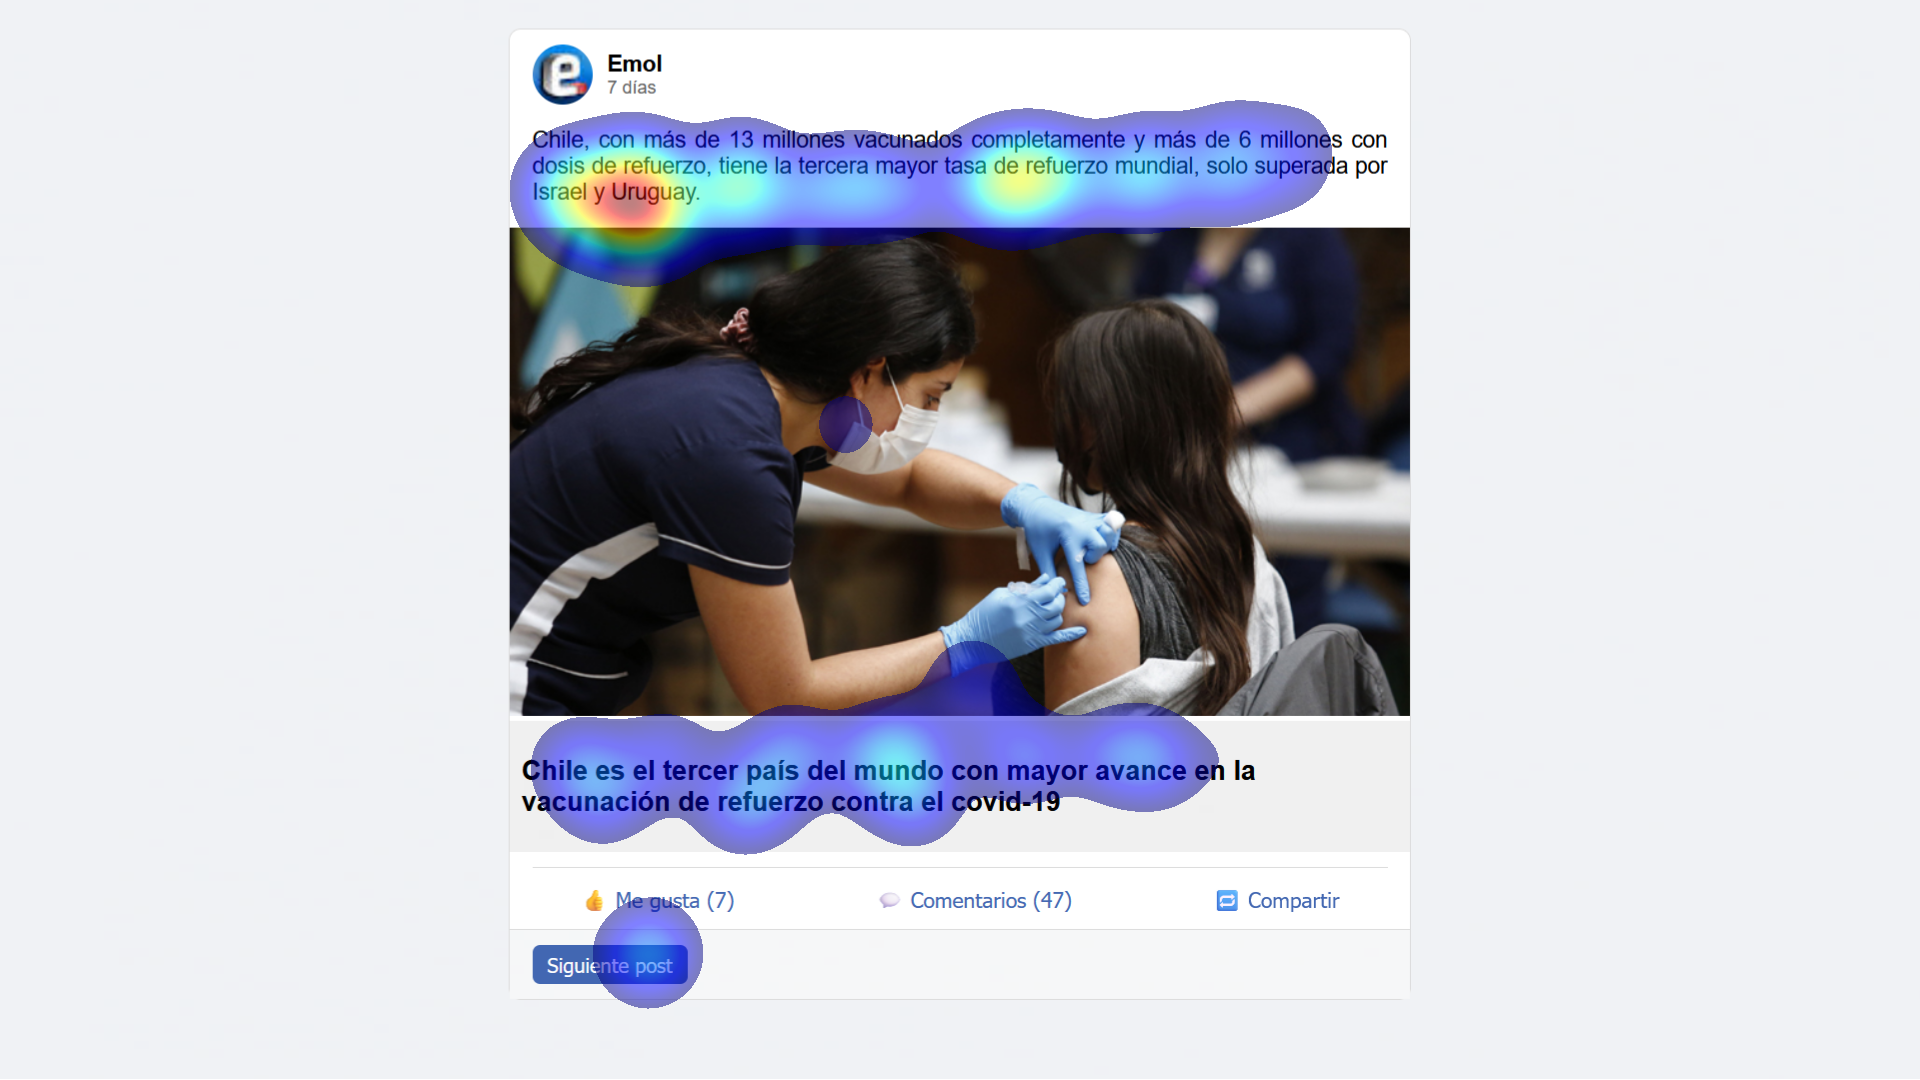 Emol
7 días
Chile, con más de 13 millones vacunados completamente y más de 6 millones con
dosis de refuerzo, tiene la tercera mayor tasa de refuerzo mundial, solo superada por
Israel y Uruguay.
Chile es el tercer país del mundo con mayor avance en la
vacunación de refuerzo contra el covid-19
Me gusta (7) Comentarios (47) Compartir
Siguiente post